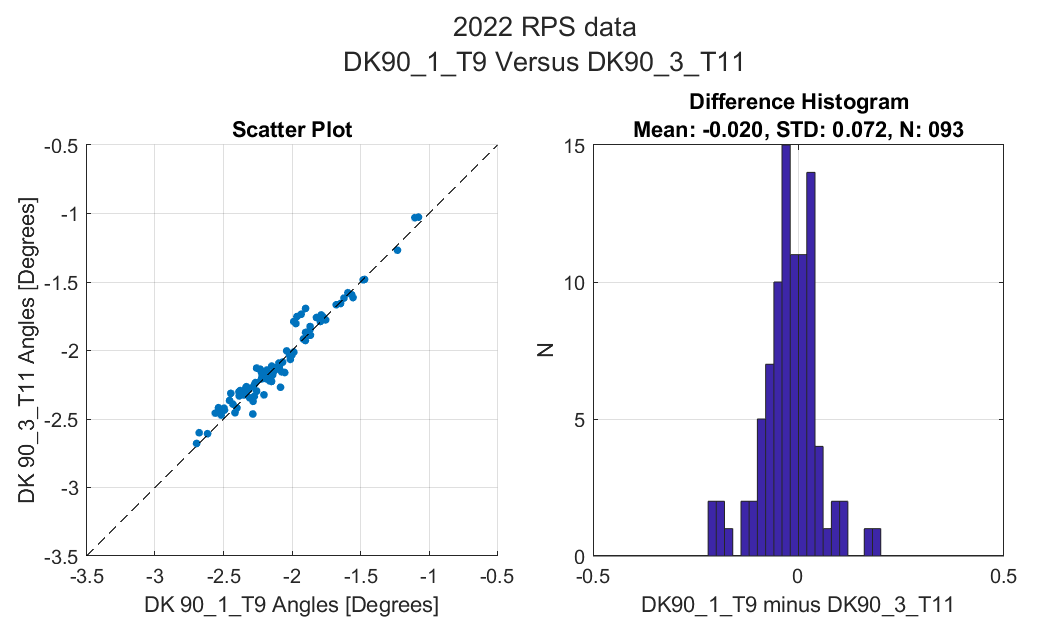 2022 RPS data
DK90_1_T9 Versus DK90_3_T11
Scatter Plot
-0.5
-1
-1.5
-2
-2.5
-3
-3.5
DK 90_3_T11 Angles [Degrees]
-3.5 -3 -2.5 -2 -1.5 -1 -0.5
DK 90_1_T9 Angles [Degrees]
Difference Histogram
Mean: -0.020, STD: 0.072, N: 093
15
10
5
0
N
-0.5 0 0.5
DK90_1_T9 minus DK90_3_T11